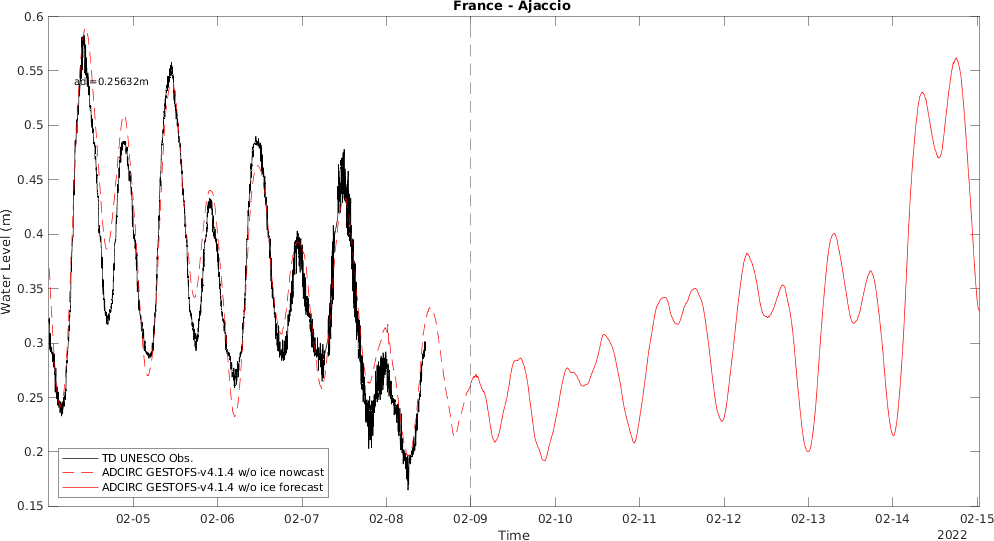 France - Ajaccio
0.6
0.55
0.5
0.45
0.4
0.35
0.3
0.25
0.2
0.15
Water Level (m)
=0.25632m
TD UNESCO Obs.
ADCIRC GESTOFS-v4.1.4 w/o ice nowcast
ADCIRC GESTOFS-v4.1.4 w/o ice forecast
02-05 02-06 02-07 02-08 02-09 02-10 02-11 02-12 02-13 02-14 02-15
Time
2022